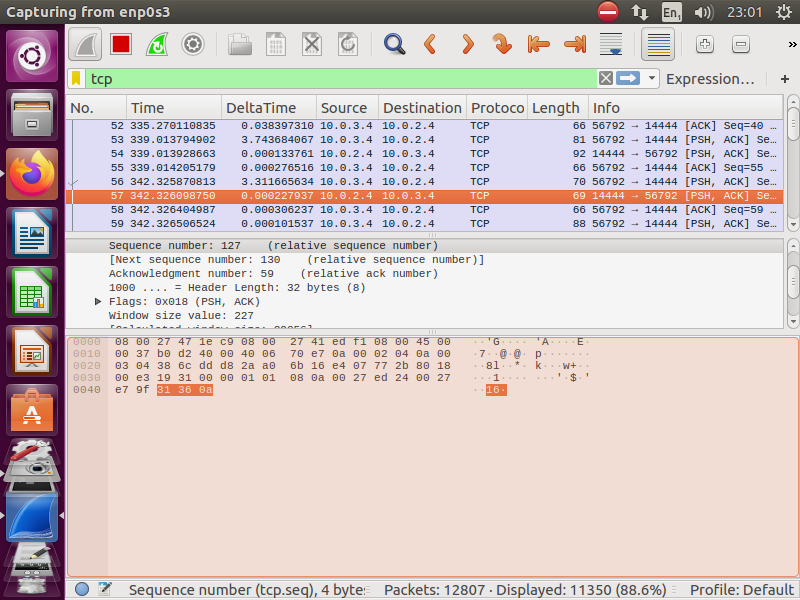 Capturing from enp0s3
En1 23:01
tcp
Expression… +
No. Time DeltaTime Source Destination Protoco Length Info
52 335.270110835 0.038397310 10.0.3.4 10.0.2.4 TCP 66 56792 → 14444 [ACK] Seq=40 …
53 339.013794902 3.743684067 10.0.3.4 10.0.2.4 TCP 81 56792 → 14444 [PSH, ACK] Se…
54 339.013928663 0.000133761 10.0.3.4 10.0.2.4 TCP 92 14444 → 56792 [PSH, ACK] Se…
55 339.014205179 0.000276516 10.0.3.4 10.0.2.4 TCP 66 56792 → 14444 [ACK] Seq=55 …
56 342.325870813 3.311665634 10.0.3.4 10.0.2.4 TCP 70 56792 → 14444 [PSH, ACK] Se…
57 342.326098750 0.000227937 10.0.3.4 10.0.2.4 TCP 69 14444 → 56792 [PSH, ACK] Se…
58 342.326404987 0.000306237 10.0.3.4 10.0.2.4 TCP 66 56792 → 14444 [ACK] Seq=59 …
59 342.326506524 0.000101537 10.0.3.4 10.0.2.4 TCP 88 56792 → 14444 [PSH, ACK] Se…
Sequence number: 127 (relative sequence number)
[Next sequence number: 130 (relative sequence number)]
Acknowledgment number: 59 (relative ack number)
1000 .... = Header Length: 32 bytes (8)
Flags: 0x018 (PSH, ACK)
Window size value: 227
0000 08 00 27 47 1e c9 08 00 27 41 ed f1 08 00 45 00 ··'G···· 'A····E·
0010 00 37 b0 d2 40 00 40 06 70 e7 0a 00 02 04 0a 00 ·7··@·@· p·······
0020 03 04 38 6c dd d8 2a a0 6b 16 e4 07 77 2b 80 18 ··8l··*· k···w+··
0030 00 e3 19 31 00 00 01 01 08 0a 00 27 ed 24 00 27 ···1···· ···'·$·'
0040 e7 9f 31 36 0a ··16·
Sequence number (tcp.seq), 4 byte Packets: 12807 · Displayed: 11350 (88.6%) Profile: Default